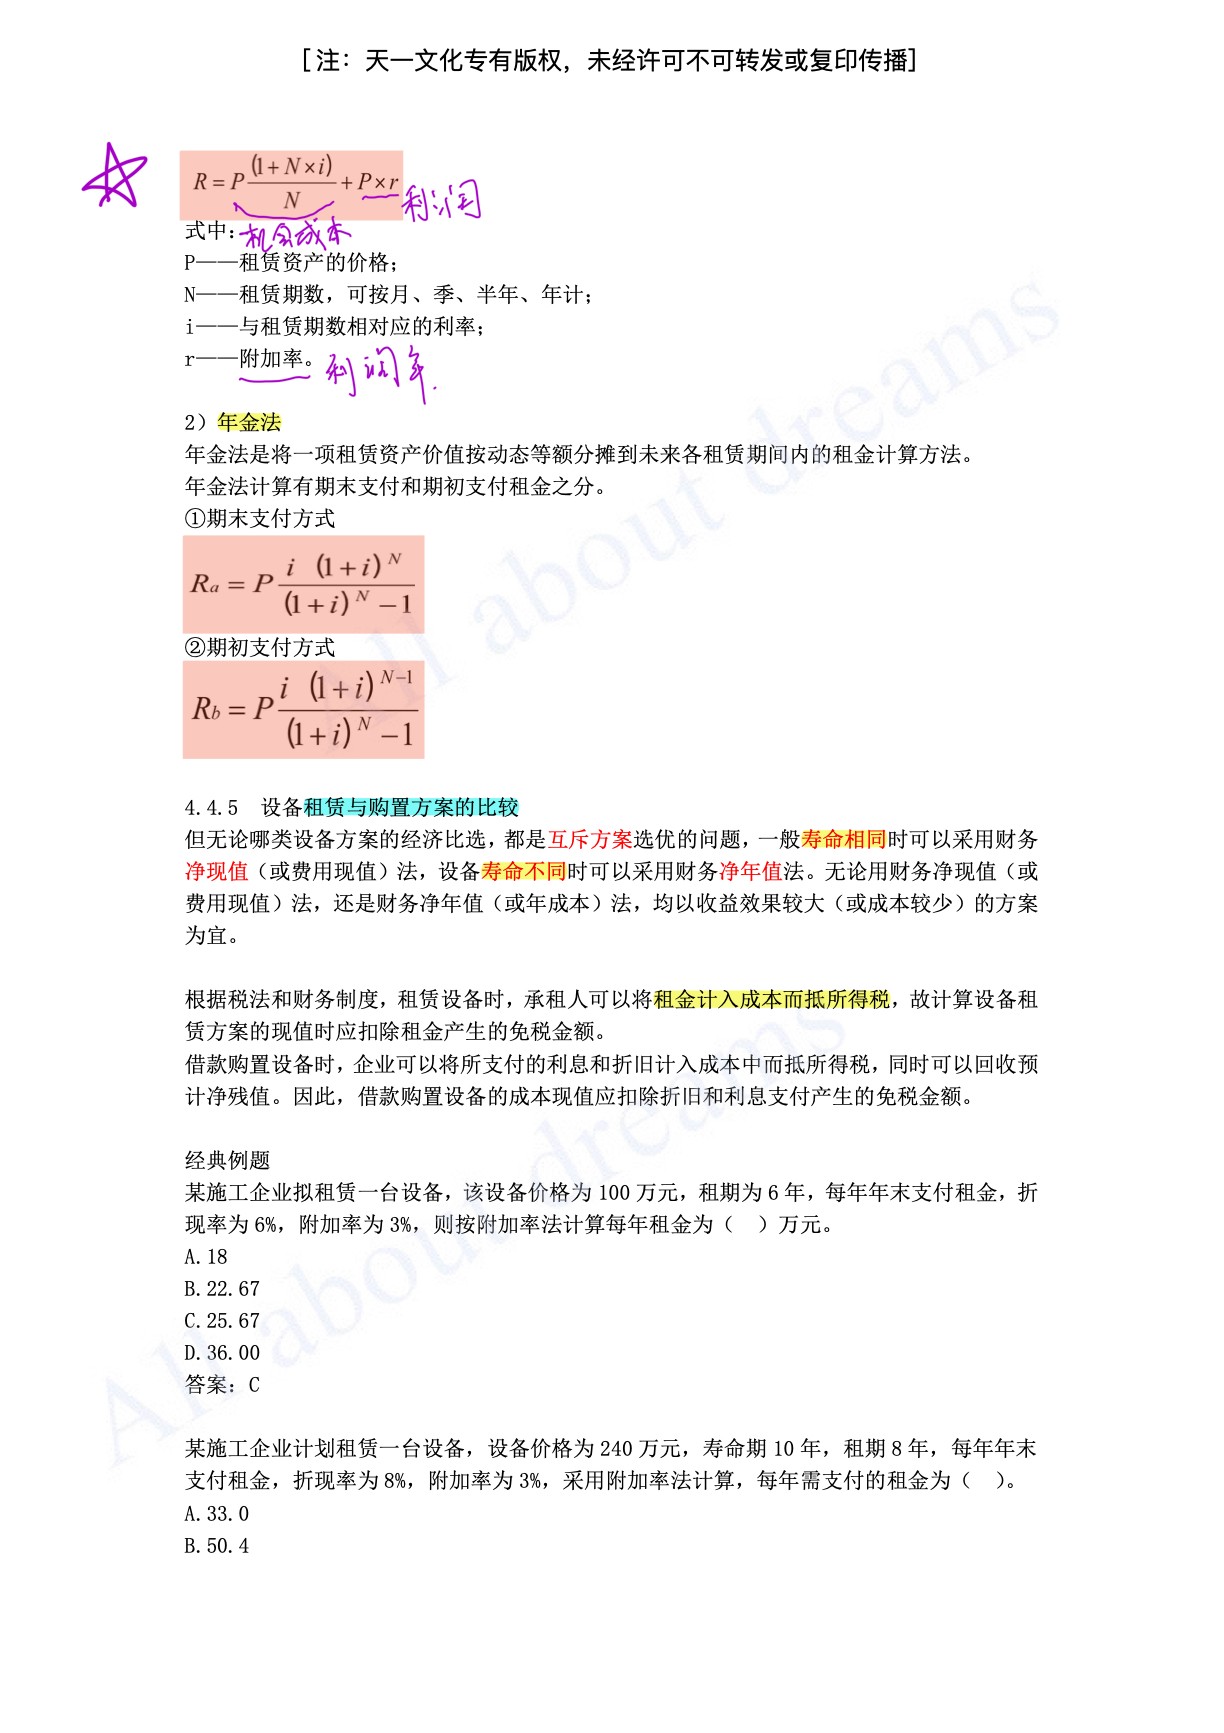 [注：天一文化专有版权，未经许可不可转发或复印传播]
R=P(1+N×i)/N+P×r
利润
式中：
机会成本
P——租赁资产的价格；
N——租赁期数，可按月、季、半年、年计；
i——与租赁期数相对应的利率；
r——附加率。
利润率.
2）年金法
年金法是将一项租赁资产价值按动态等额分摊到未来各租赁期间内的租金计算方法。
年金法计算有期末支付和期初支付租金之分。
①期末支付方式
Ra=P i (1+i)^N/((1+i)^N-1)
②期初支付方式
Rb=P i (1+i)^(N-1)/((1+i)^N-1)
4.4.5 设备租赁与购置方案的比较
但无论哪类设备方案的经济比选，都是互斥方案选优的问题，一般寿命相同时可以采用财务
净现值（或费用现值）法，设备寿命不同时可以采用财务净年值法。无论用财务净现值（或
费用现值）法，还是财务净年值（或年成本）法，均以收益效果较大（或成本较少）的方案
为宜。
根据税法和财务制度，租赁设备时，承租人可以将租金计入成本而抵所得税，故计算设备租
赁方案的现值时应扣除租金产生的免税金额。
借款购置设备时，企业可以将所支付的利息和折旧计入成本中而抵所得税，同时可以回收预
计净残值。因此，借款购置设备的成本现值应扣除折旧和利息支付产生的免税金额。
经典例题
某施工企业拟租赁一台设备，该设备价格为 100 万元，租期为 6 年，每年年末支付租金，折
现率为 6%，附加率为 3%，则按附加率法计算每年租金为（ ）万元。
A.18
B.22.67
C.25.67
D.36.00
答案：C
某施工企业计划租赁一台设备，设备价格为 240 万元，寿命期 10 年，租期 8 年，每年年末
支付租金，折现率为 8%，附加率为 3%，采用附加率法计算，每年需支付的租金为（ ）。
A.33.0
B.50.4
All about dreams
All about dreams